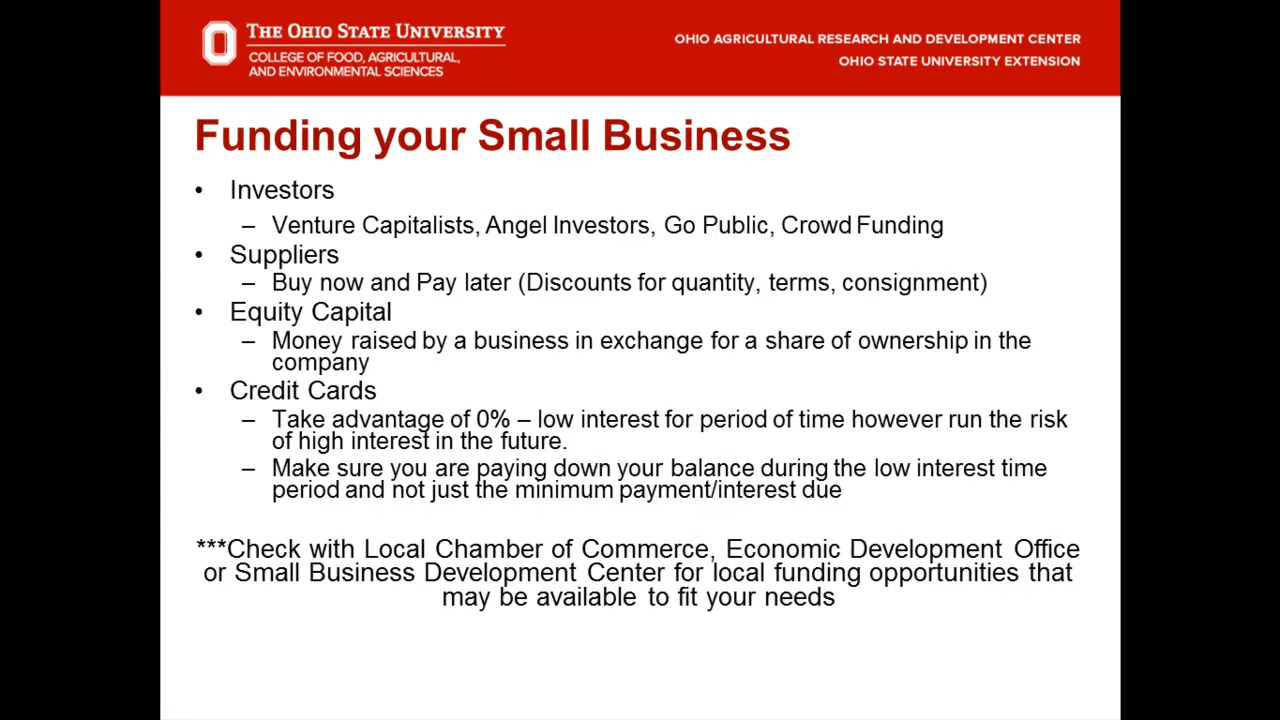 THE OHIO STATE UNIVERSITY
COLLEGE OF FOOD, AGRICULTURAL,
AND ENVIRONMENTAL SCIENCES
OHIO AGRICULTURAL RESEARCH AND DEVELOPMENT CENTER
OHIO STATE UNIVERSITY EXTENSION
Funding your Small Business
• Investors
– Venture Capitalists, Angel Investors, Go Public, Crowd Funding
• Suppliers
– Buy now and Pay later (Discounts for quantity, terms, consignment)
• Equity Capital
– Money raised by a business in exchange for a share of ownership in the
company
• Credit Cards
– Take advantage of 0% – low interest for period of time however run the risk
of high interest in the future.
– Make sure you are paying down your balance during the low interest time
period and not just the minimum payment/interest due
***Check with Local Chamber of Commerce, Economic Development Office
or Small Business Development Center for local funding opportunities that
may be available to fit your needs